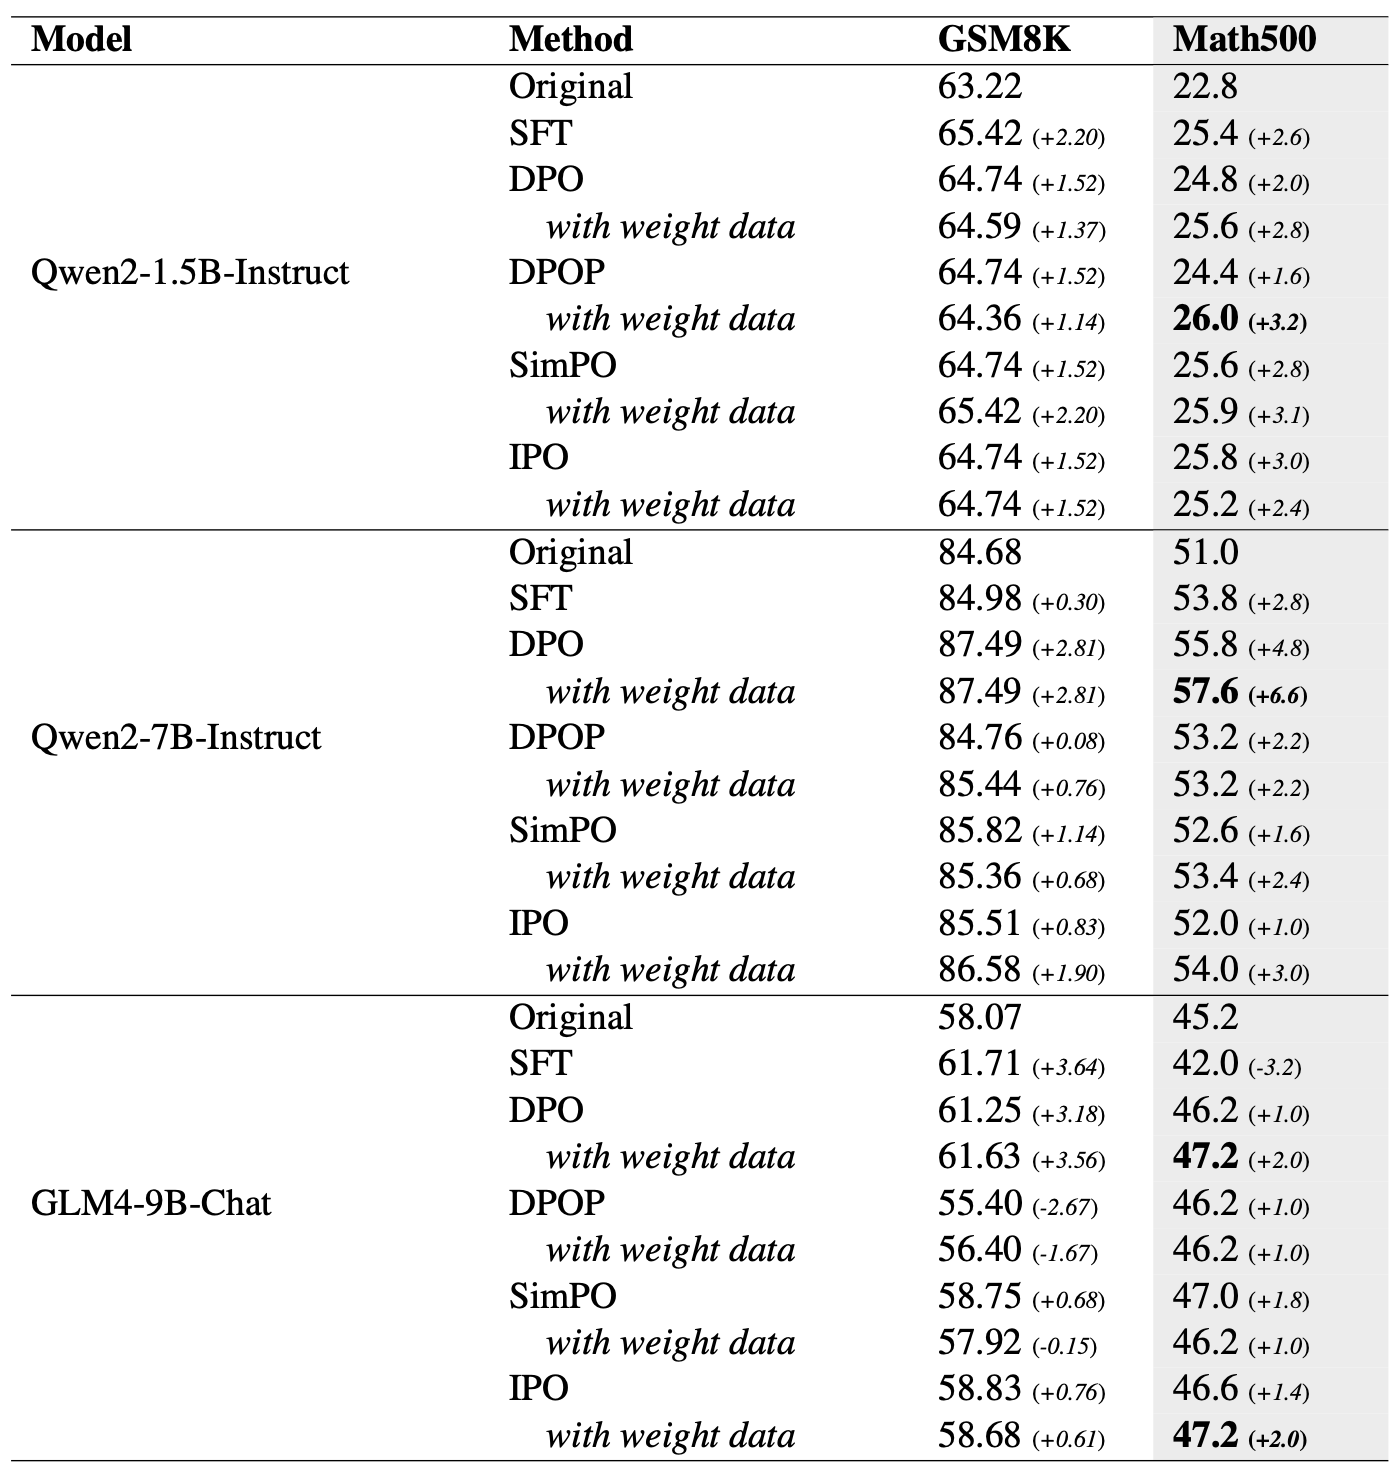 Model Method GSM8K Math500
Original 63.22 22.8
SFT 65.42 (+2.20) 25.4 (+2.6)
DPO 64.74 (+1.52) 24.8 (+2.0)
with weight data 64.59 (+1.37) 25.6 (+2.8)
Qwen2-1.5B-Instruct DPOP 64.74 (+1.52) 24.4 (+1.6)
with weight data 64.36 (+1.14) 26.0 (+3.2)
SimPO 64.74 (+1.52) 25.6 (+2.8)
with weight data 65.42 (+2.20) 25.9 (+3.1)
IPO 64.74 (+1.52) 25.8 (+3.0)
with weight data 64.74 (+1.52) 25.2 (+2.4)
Original 84.68 51.0
SFT 84.98 (+0.30) 53.8 (+2.8)
DPO 87.49 (+2.81) 55.8 (+4.8)
with weight data 87.49 (+2.81) 57.6 (+6.6)
Qwen2-7B-Instruct DPOP 84.76 (+0.08) 53.2 (+2.2)
with weight data 85.44 (+0.76) 53.2 (+2.2)
SimPO 85.82 (+1.14) 52.6 (+1.6)
with weight data 85.36 (+0.68) 53.4 (+2.4)
IPO 85.51 (+0.83) 52.0 (+1.0)
with weight data 86.58 (+1.90) 54.0 (+3.0)
Original 58.07 45.2
SFT 61.71 (+3.64) 42.0 (-3.2)
DPO 61.25 (+3.18) 46.2 (+1.0)
with weight data 61.63 (+3.56) 47.2 (+2.0)
GLM4-9B-Chat DPOP 55.40 (-2.67) 46.2 (+1.0)
with weight data 56.40 (-1.67) 46.2 (+1.0)
SimPO 58.75 (+0.68) 47.0 (+1.8)
with weight data 57.92 (-0.15) 46.2 (+1.0)
IPO 58.83 (+0.76) 46.6 (+1.4)
with weight data 58.68 (+0.61) 47.2 (+2.0)